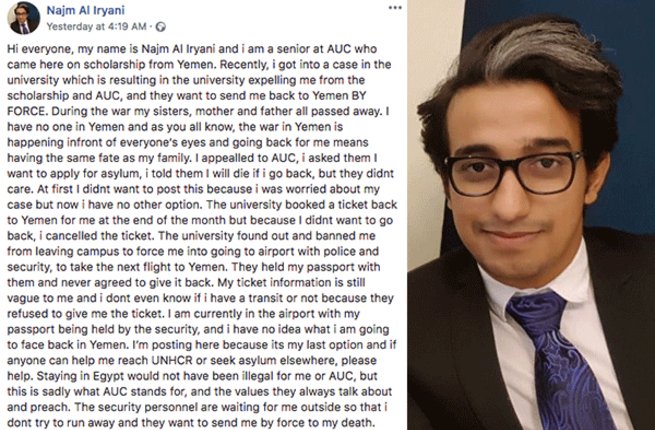 Najm Al Iryani
Yesterday at 4:19 AM ·
Hi everyone, my name is Najm Al Iryani and i am a senior at AUC who
came here on scholarship from Yemen. Recently, i got into a case in the
university which is resulting in the university expelling me from the
scholarship and AUC, and they want to send me back to Yemen BY
FORCE. During the war my sisters, mother and father all passed away. I
have no one in Yemen and as you all know, the war in Yemen is
happening infront of everyone's eyes and going back for me means
having the same fate as my family. I appealled to AUC, i asked them I
want to apply for asylum, i told them I will die if i go back, but they didnt
care. At first I didnt want to post this because i was worried about my
case but now i have no other option. The university booked a ticket back
to Yemen for me at the end of the month but because I didnt want to go
back, i cancelled the ticket. The university found out and banned me
from leaving campus to force me into going to airport with police and
security, to take the next flight to Yemen. They held my passport with
them and never agreed to give it back. My ticket information is still
vague to me and i dont even know if i have a transit or not because they
refused to give me the ticket. I am currently in the airport with my
passport being held by the security, and i have no idea what i am going
to face back in Yemen. I'm posting here because its my last option and if
anyone can help me reach UNHCR or seek asylum elsewhere, please
help. Staying in Egypt would not have been illegal for me or AUC, but
this is sadly what AUC stands for, and the values they always talk about
and preach. The security personnel are waiting for me outside so that i
dont try to run away and they want to send me by force to my death.